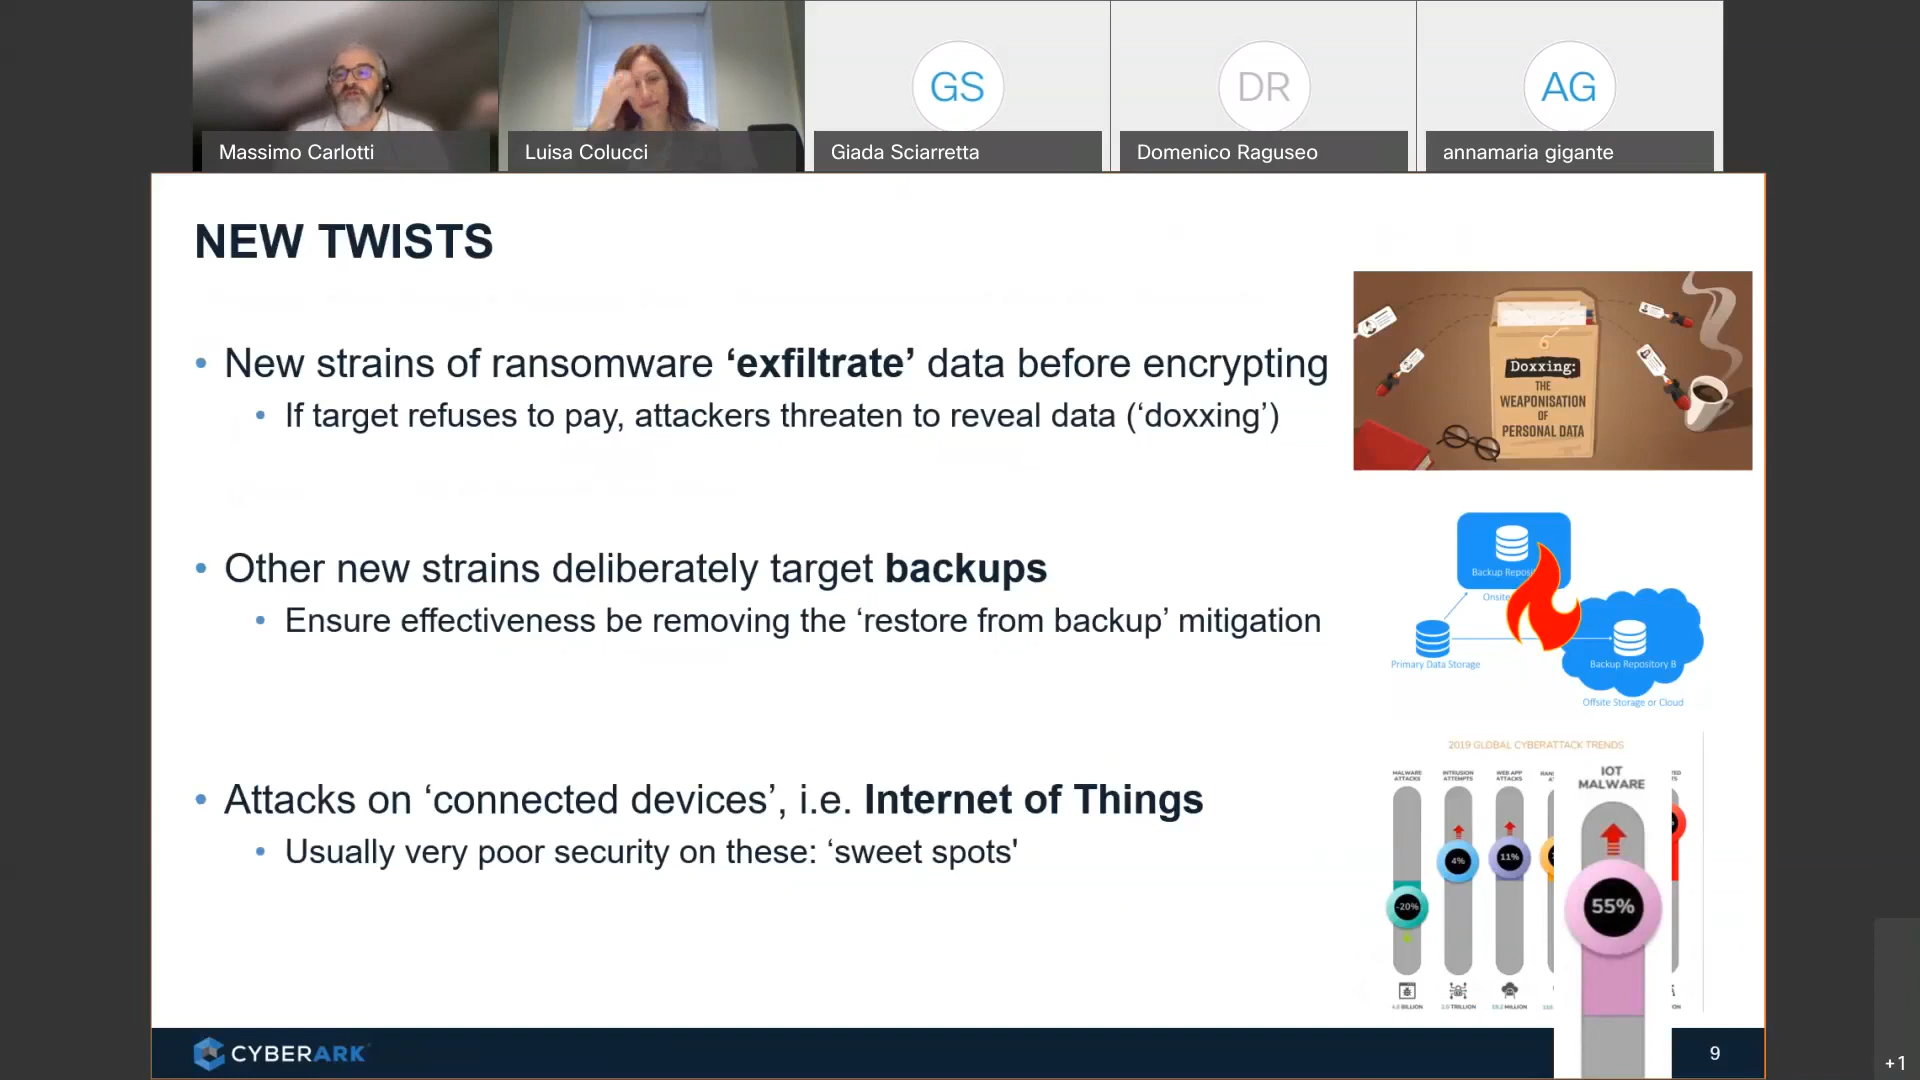 GS
DR
AG
Massimo Carlotti
Luisa Colucci
Giada Sciarretta
Domenico Raguseo
annamaria gigante
NEW TWISTS
• New strains of ransomware ‘exfiltrate’ data before encrypting
• If target refuses to pay, attackers threaten to reveal data (‘doxxing’)
Doxxing:
THE
WEAPONISATION
OF
PERSONAL DATA
• Other new strains deliberately target backups
• Ensure effectiveness be removing the ‘restore from backup’ mitigation
Backup
Onsite
Primary Data Storage
Backup Repository B
Offsite Storage or Cloud
• Attacks on ‘connected devices’, i.e. Internet of Things
• Usually very poor security on these: ‘sweet spots'
2019 GLOBAL CYBERATTACK TRENDS
MALWARE
ATTACKS
INTRUSION
ATTEMPTS
WEB APP
ATTACKS
IOT
MALWARE
-20%
4%
11%
55%
CYBERARK
9
+1